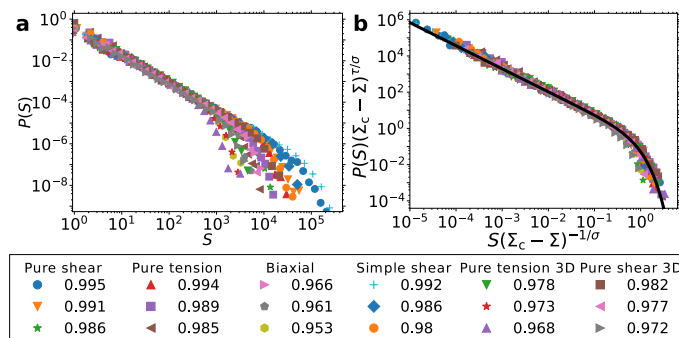 a
P(S)
10^0
10^-2
10^-4
10^-6
10^-8
10^0 10^1 10^2 10^3 10^4 10^5
S
b
P(S)(Σ_c − Σ)^τ/σ
10^6
10^4
10^2
10^0
10^-2
10^-4
10^-5 10^-4 10^-3 10^-2 10^-1 10^0
S(Σ_c − Σ)^−1/σ
Pure shear Pure tension Biaxial Simple shear Pure tension 3D Pure shear 3D
0.995 0.994 0.966 0.992 0.978 0.982
0.991 0.989 0.961 0.986 0.973 0.977
0.986 0.985 0.953 0.98 0.968 0.972